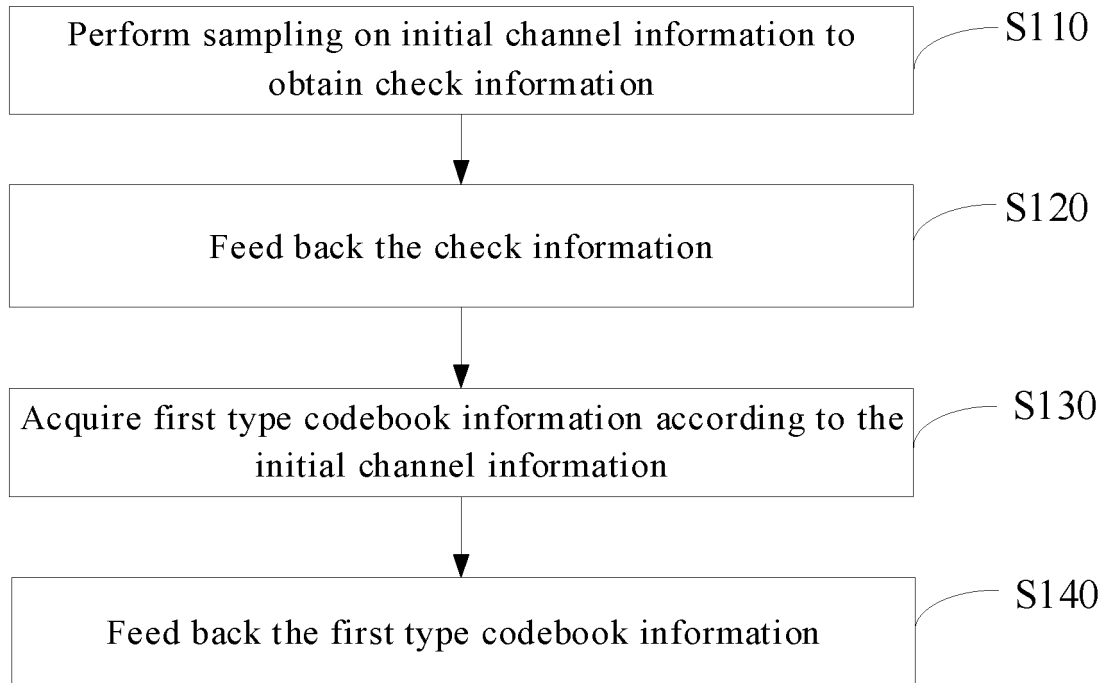 Perform sampling on initial channel information to
obtain check information
S110
Feed back the check information
S120
Acquire first type codebook information according to the
initial channel information
S130
Feed back the first type codebook information
S140